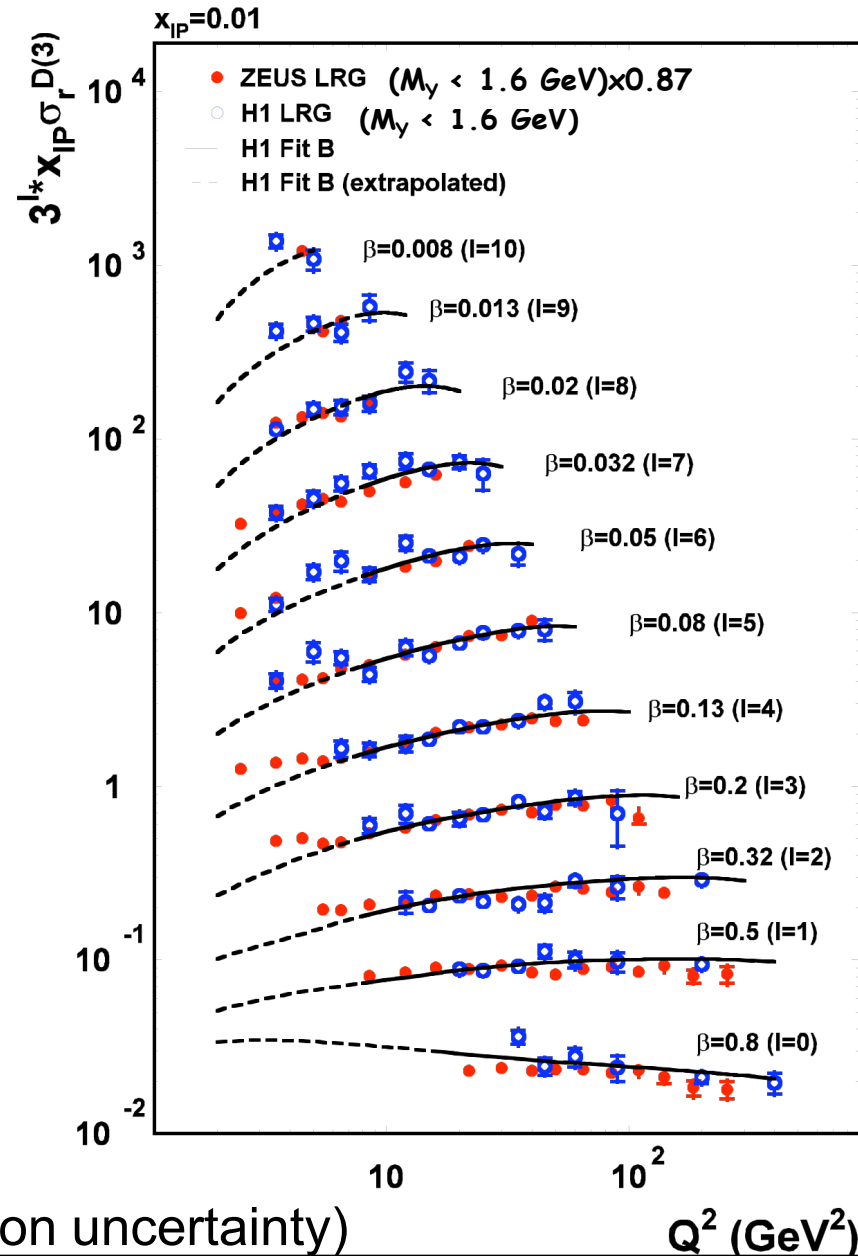 x_IP=0.01
3^l*x_IPσ_r^D(3)
10^4
ZEUS LRG (M_y < 1.6 GeV)x0.87
H1 LRG (M_y < 1.6 GeV)
H1 Fit B
H1 Fit B (extrapolated)
10^3
β=0.008 (l=10)
β=0.013 (l=9)
β=0.02 (l=8)
10^2
β=0.032 (l=7)
β=0.05 (l=6)
10
β=0.08 (l=5)
β=0.13 (l=4)
1
β=0.2 (l=3)
β=0.32 (l=2)
β=0.5 (l=1)
10^-1
β=0.8 (l=0)
10^-2
10 10^2
on uncertainty) Q^2 (GeV^2)